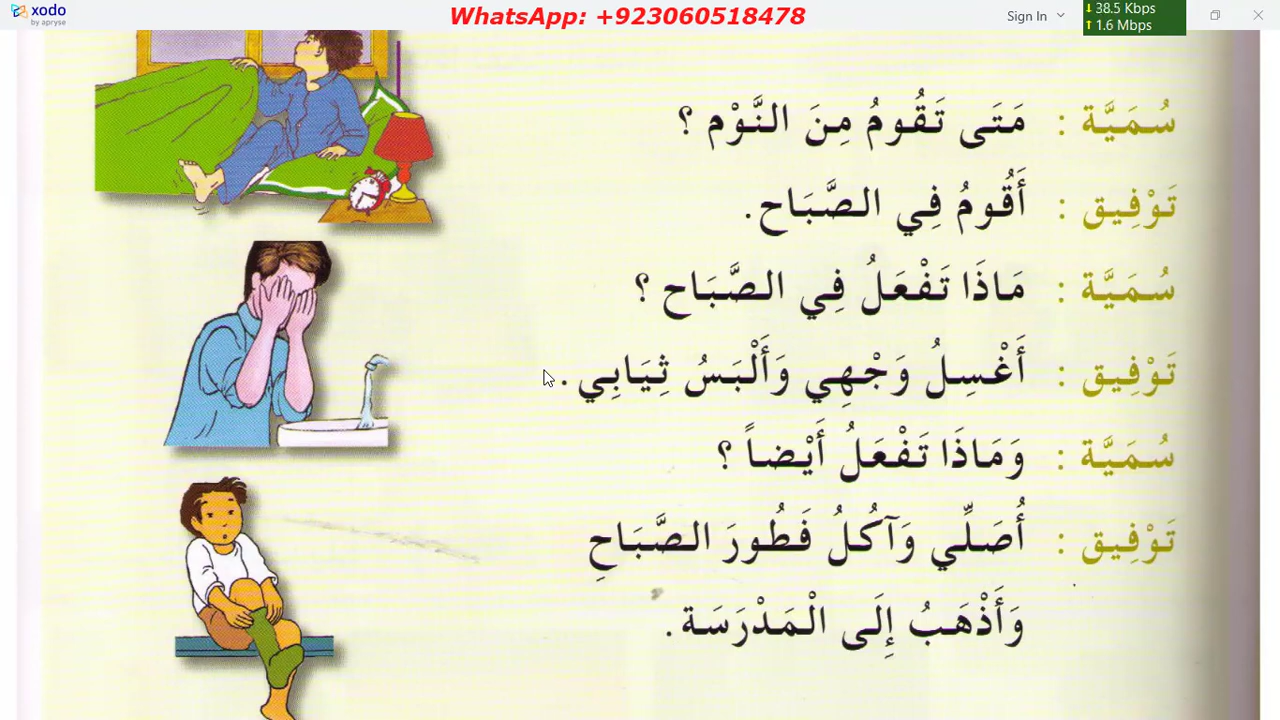 xodo
by apryse
WhatsApp: +923060518478
Sign In
38.5 Kbps
1.6 Mbps
سُمَيَّة : مَتَى تَقُومُ مِنَ النَّوْم ؟
تَوْفِيق : أَقُومُ فِي الصَّبَاح.
سُمَيَّة : مَاذَا تَفْعَلُ فِي الصَّبَاح ؟
تَوْفِيق : أَغْسِلُ وَجْهِي وَأَلْبَسُ ثِيَابِي.
سُمَيَّة : وَمَاذَا تَفْعَلُ أَيْضاً ؟
تَوْفِيق : أُصَلِّي وَآكُلُ فَطُورَ الصَّبَاحِ
وَأَذْهَبُ إِلَى الْمَدْرَسَة.